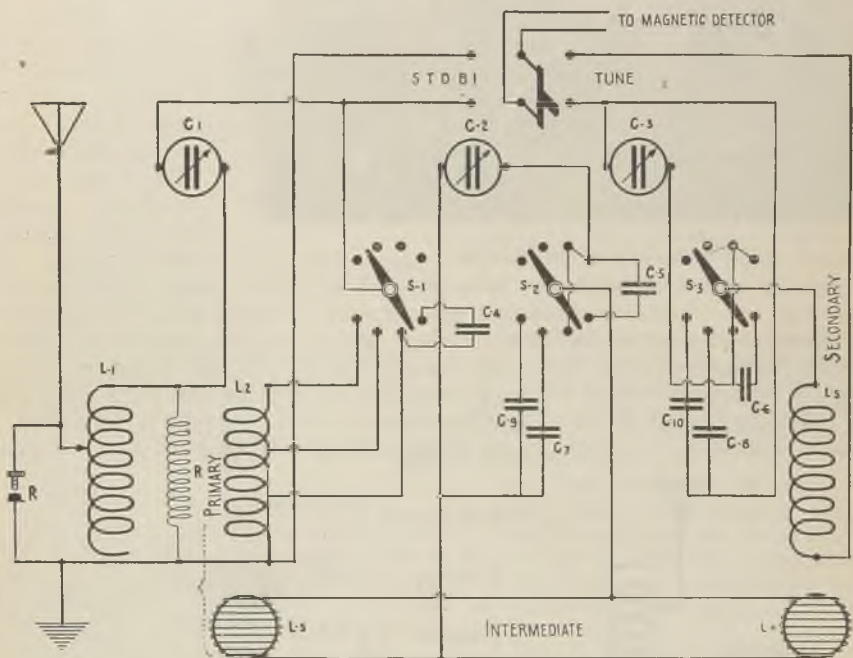 TO MAGNETIC DETECTOR
STDBI
TUNE
C1
C-2
C-3
S-1
S-2
S-3
C-4
C-5
C-6
C-9
C7
C10
C-8
SECONDARY
L-1
L2
L5
R
R
PRIMARY
L-3
INTERMEDIATE
L4